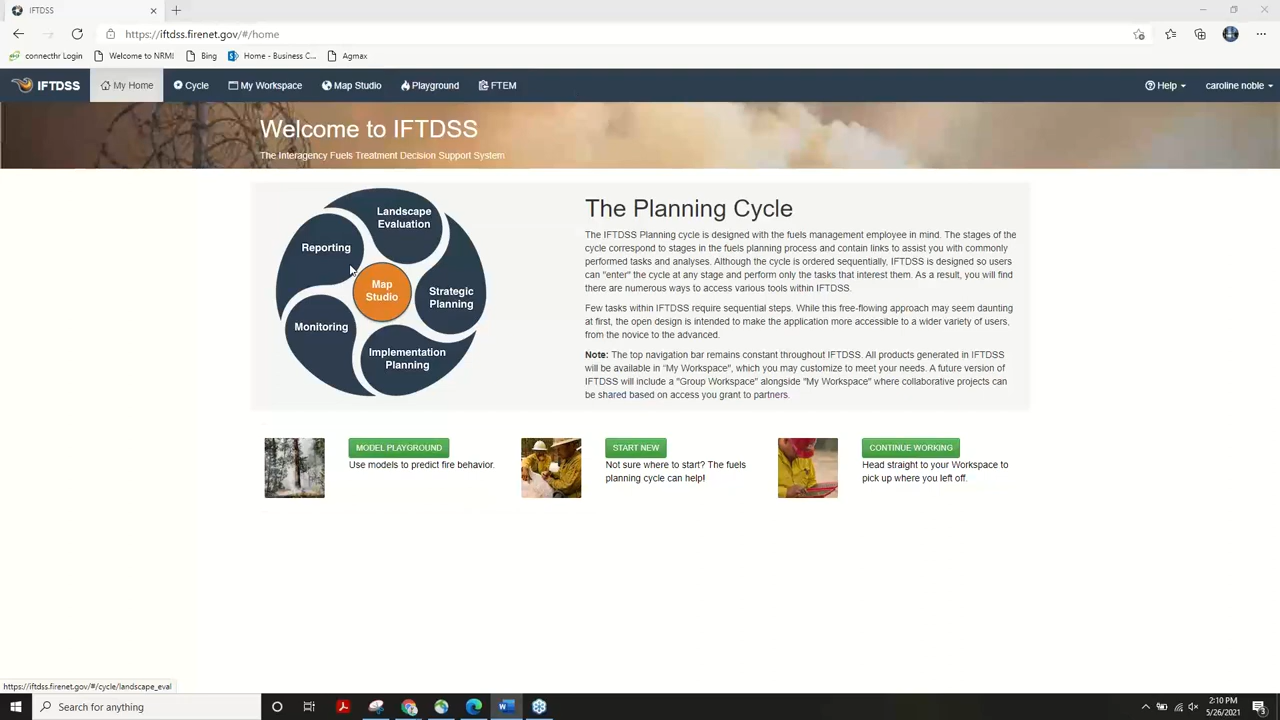 IFTDSS
https://iftdss.firenet.gov/#/home
connecthr Login
Welcome to NRMI
Bing
Home - Business C...
Agmax
IFTDSS
My Home
Cycle
My Workspace
Map Studio
Playground
FTEM
Help
caroline noble
Welcome to IFTDSS
The Interagency Fuels Treatment Decision Support System
Landscape
Evaluation
Reporting
Map
Studio
Strategic
Planning
Monitoring
Implementation
Planning
The Planning Cycle
The IFTDSS Planning cycle is designed with the fuels management employee in mind. The stages of the
cycle correspond to stages in the fuels planning process and contain links to assist you with commonly
performed tasks and analyses. Although the cycle is ordered sequentially, IFTDSS is designed so users
can "enter" the cycle at any stage and perform only the tasks that interest them. As a result, you will find
there are numerous ways to access various tools within IFTDSS.
Few tasks within IFTDSS require sequential steps. While this free-flowing approach may seem daunting
at first, the open design is intended to make the application more accessible to a wider variety of users,
from the novice to the advanced.
Note: The top navigation bar remains constant throughout IFTDSS. All products generated in IFTDSS
will be available in "My Workspace", which you may customize to meet your needs. A future version of
IFTDSS will include a "Group Workspace" alongside "My Workspace" where collaborative projects can
be shared based on access you grant to partners.
MODEL PLAYGROUND
Use models to predict fire behavior.
START NEW
Not sure where to start? The fuels
planning cycle can help!
CONTINUE WORKING
Head straight to your Workspace to
pick up where you left off.
https://iftdss.firenet.gov/#/cycle/landscape_eval
Search for anything
2:10 PM
5/26/2021